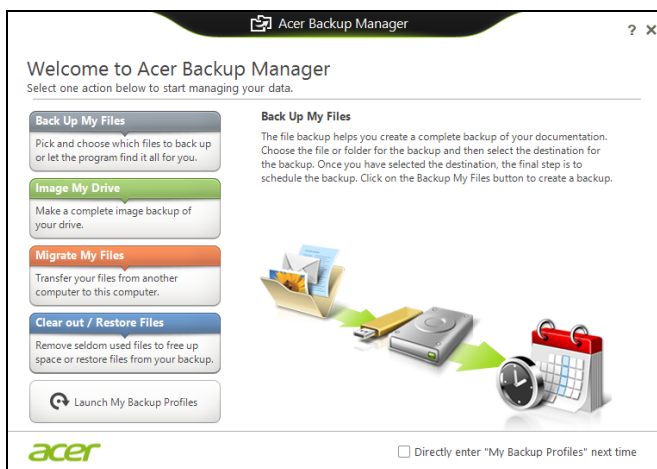 Acer Backup Manager
? X
Welcome to Acer Backup Manager
Select one action below to start managing your data.
Back Up My Files
Pick and choose which files to back up
or let the program find it all for you.
Image My Drive
Make a complete image backup of
your drive.
Migrate My Files
Transfer your files from another
computer to this computer.
Clear out / Restore Files
Remove seldom used files to free up
space or restore files from your backup.
Launch My Backup Profiles
Back Up My Files
The file backup helps you create a complete backup of your documentation.
Choose the file or folder for the backup and then select the destination for
the backup. Once you have selected the destination, the final step is to
schedule the backup. Click on the Backup My Files button to create a backup.
acer
Directly enter "My Backup Profiles" next time